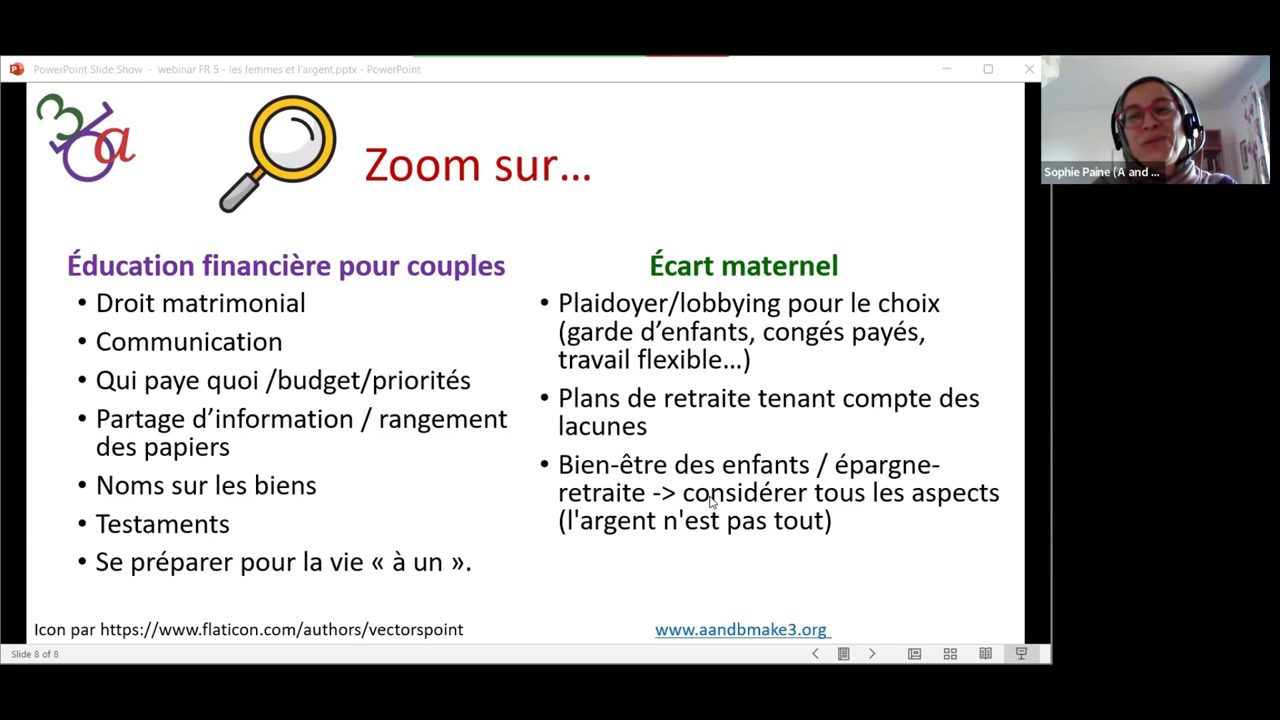 PowerPoint Slide Show - webinar FR 5 - les femmes et l'argent.pptx - PowerPoint
360a
Zoom sur...
Sophie Paine (A and ...
Éducation financière pour couples
• Droit matrimonial
• Communication
• Qui paye quoi /budget/priorités
• Partage d’information / rangement
des papiers
• Noms sur les biens
• Testaments
• Se préparer pour la vie « à un ».
Écart maternel
• Plaidoyer/lobbying pour le choix
(garde d’enfants, congés payés,
travail flexible...)
• Plans de retraite tenant compte des
lacunes
• Bien-être des enfants / épargne-
retraite -> considérer tous les aspects
(l'argent n'est pas tout)
Icon par https://www.flaticon.com/authors/vectorspoint
www.aandbmake3.org
Slide 8 of 8